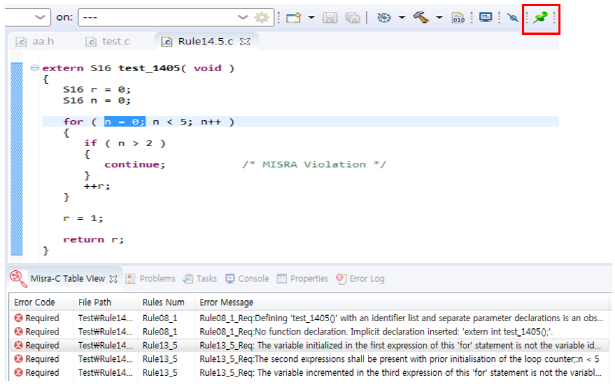 on: ---
aa.h test.c Rule14.5.c
extern S16 test_1405( void )
{
S16 r = 0;
S16 n = 0;
for ( n = 0; n < 5; n++ )
{
if ( n > 2 )
{
continue; /* MISRA Violation */
}
++r;
}
r = 1;
return r;
}
Misra-C Table View Problems Tasks Console Properties Error Log
Error Code File Path Rules Num Error Message
Required Test₩Rule14... Rule08_1 Rule08_1_Req:Defining 'test_1405()' with an identifier list and separate parameter declarations is an obs...
Required Test₩Rule14... Rule08_1 Rule08_1_Req:No function declaration. Implicit declaration inserted: 'extern int test_1405();'.
Required Test₩Rule14... Rule13_5 Rule13_5_Req: The variable initialized in the first expression of this 'for' statement is not the variable id...
Required Test₩Rule14... Rule13_5 Rule13_5_Req:The second expressions shall be present with prior initialisation of the loop counter;:n < 5
Required Test₩Rule14... Rule13_5 Rule13_5_Req: The variable incremented in the third expression of this 'for' statement is not the variabl...